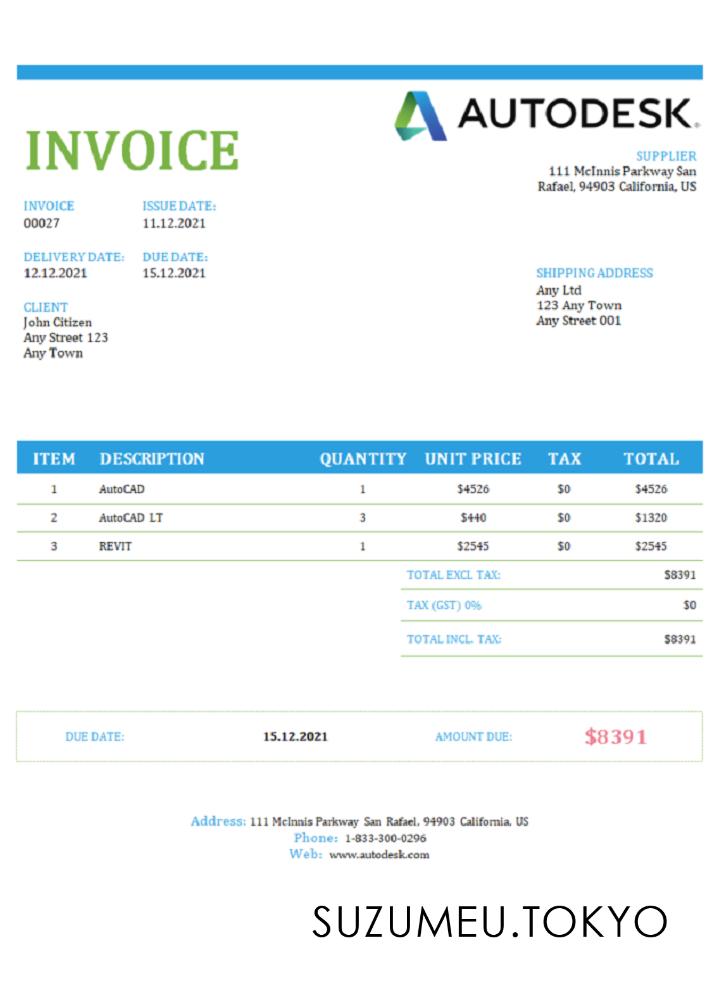 AUTODESK.
INVOICE
SUPPLIER
111 McInnis Parkway San
Rafael, 94903 California, US
INVOICE ISSUE DATE:
00027 11.12.2021
DELIVERY DATE: DUE DATE:
12.12.2021 15.12.2021
CLIENT
John Citizen
Any Street 123
Any Town
SHIPPING ADDRESS
Any Ltd
123 Any Town
Any Street 001
ITEM DESCRIPTION QUANTITY UNIT PRICE TAX TOTAL
1 AutoCAD 1 $4526 $0 $4526
2 AutoCAD LT 3 $440 $0 $1320
3 REVIT 1 $2545 $0 $2545
TOTAL EXCL TAX: $8391
TAX (GST) 0% $0
TOTAL INCL. TAX: $8391
DUE DATE: 15.12.2021 AMOUNT DUE: $8391
Address: 111 McInnis Parkway San Rafael, 94903 California, US
Phone: 1-833-300-0296
Web: www.autodesk.com
SUZUMEU.TOKYO